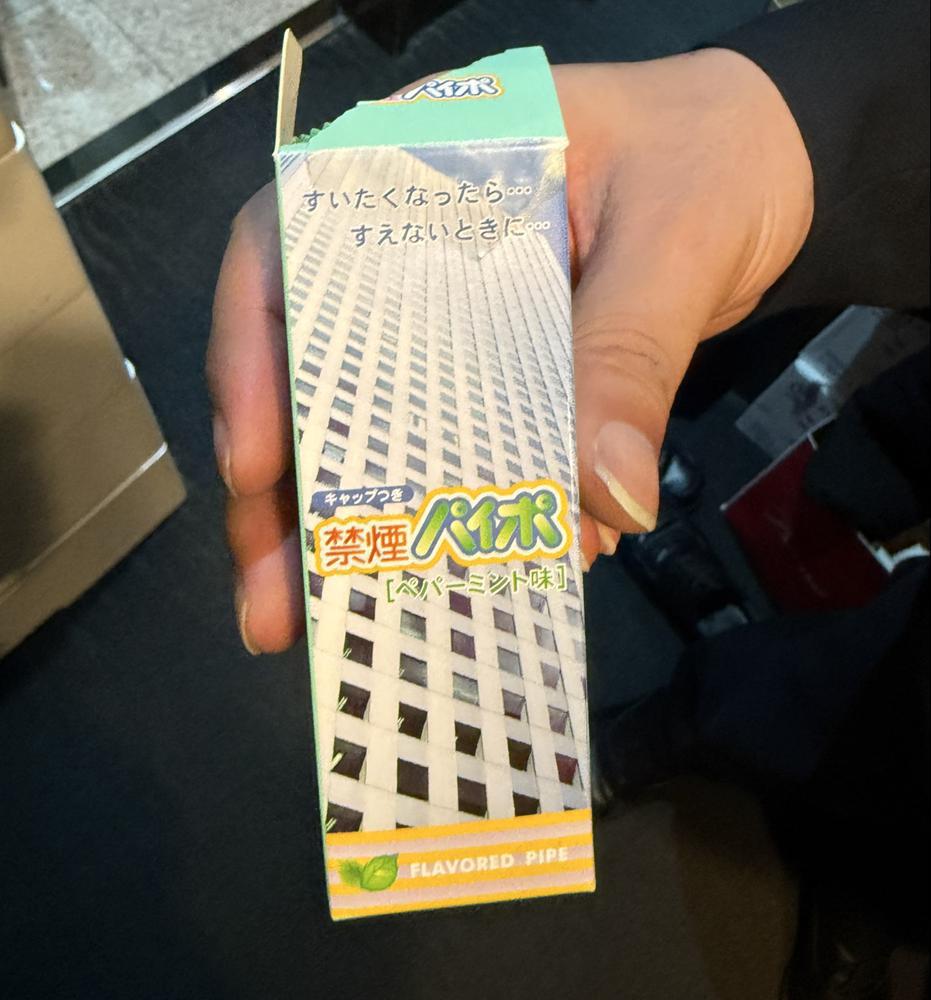 パイポ
すいたくなったら…
すえないときに…
キャップつき
禁煙パイポ
[ペパーミント味]
FLAVORED PIPE